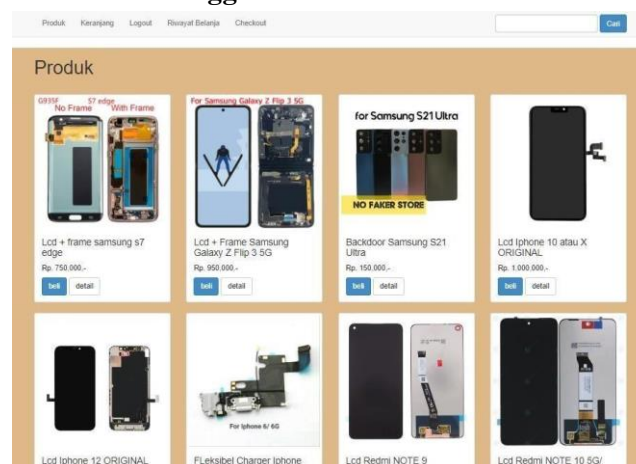 Produk Keranjang Logout Riwayat Belanja Checkout
Cari
Produk
G935F S7 edge
No Frame With Frame
For Samsung Galaxy Z Flip 3 5G
for Samsung S21 Ultra
NO FAKER STORE
Lcd + frame samsung s7
edge
Rp. 750.000,-
beli detail
Lcd + Frame Samsung
Galaxy Z Flip 3 5G
Rp. 950.000,-
beli detail
Backdoor Samsung S21
Ultra
Rp. 150.000,-
beli detail
Lcd Iphone 10 atau X
ORIGINAL
Rp. 1.000.000,-
beli detail
For Iphone 6/ 6G
Lcd Iphone 12 ORIGINAL
FLeksibel Charger Iphone
Lcd Redmi NOTE 9
Lcd Redmi NOTE 10 5G/